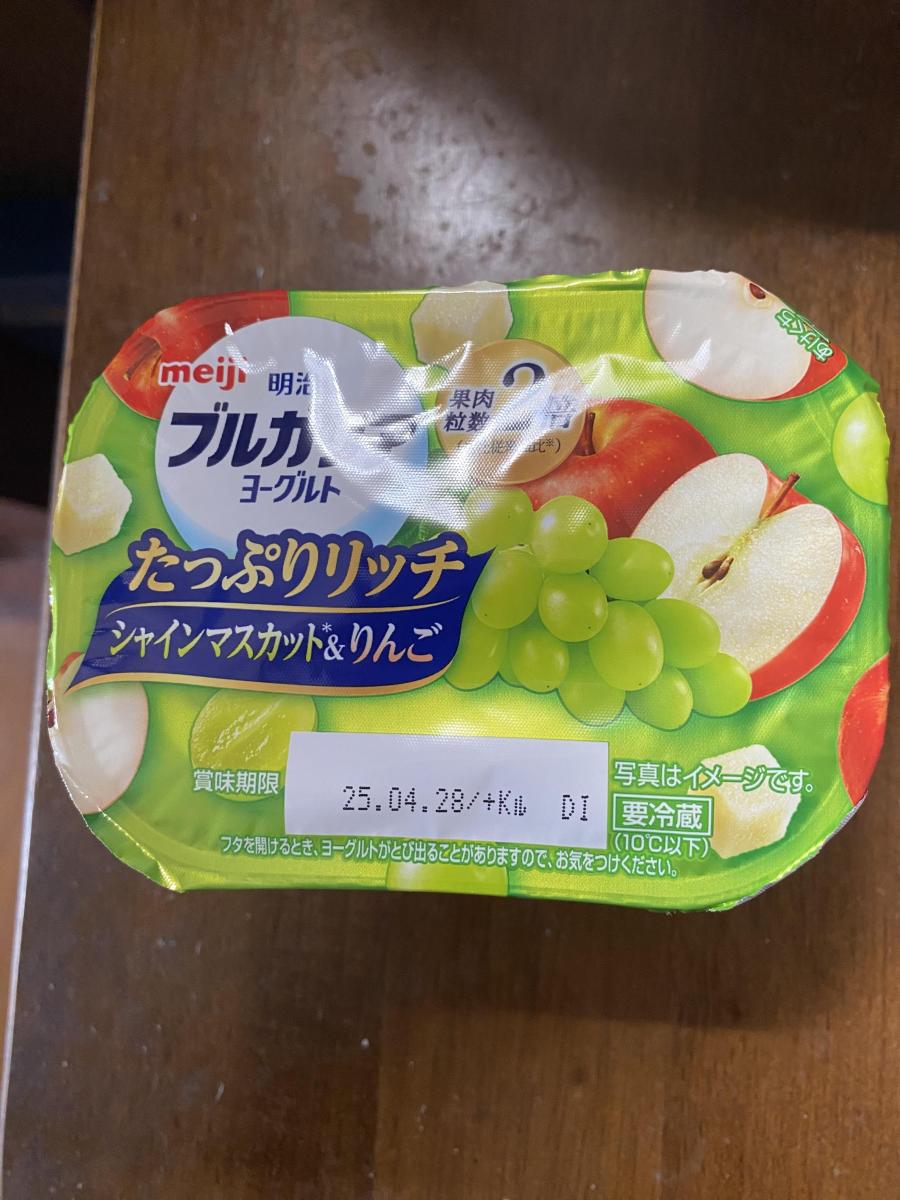 meiji
明治
ブルガリア
ヨーグルト
果肉
粒数
2倍
たっぷりリッチ
シャインマスカット*&りんご
あけくち
賞味期限
25.04.28/+Kル DI
写真はイメージです。
要冷蔵
(10℃以下)
フタを開けるとき、ヨーグルトがとび出ることがありますので、お気をつけください。